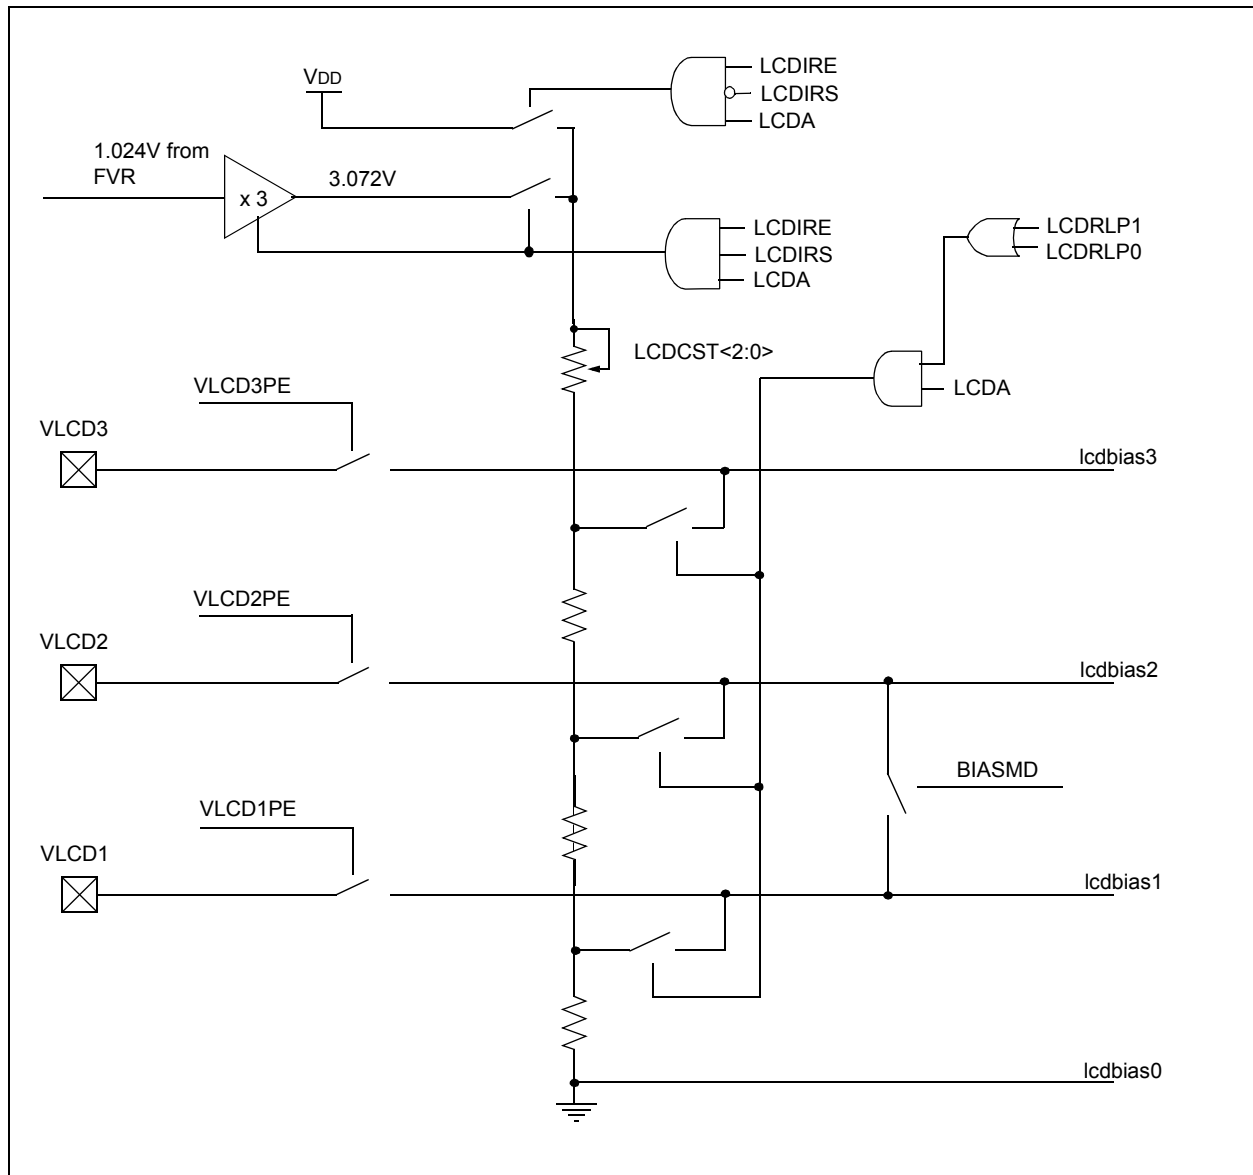 VDD
LCDIRE
LCDIRS
LCDA
1.024V from
FVR
x 3
3.072V
LCDIRE
LCDIRS
LCDA
LCDRLP1
LCDRLP0
LCDCST<2:0>
LCDA
VLCD3PE
VLCD3
lcdbias3
VLCD2PE
VLCD2
lcdbias2
BIASMD
VLCD1PE
VLCD1
lcdbias1
lcdbias0